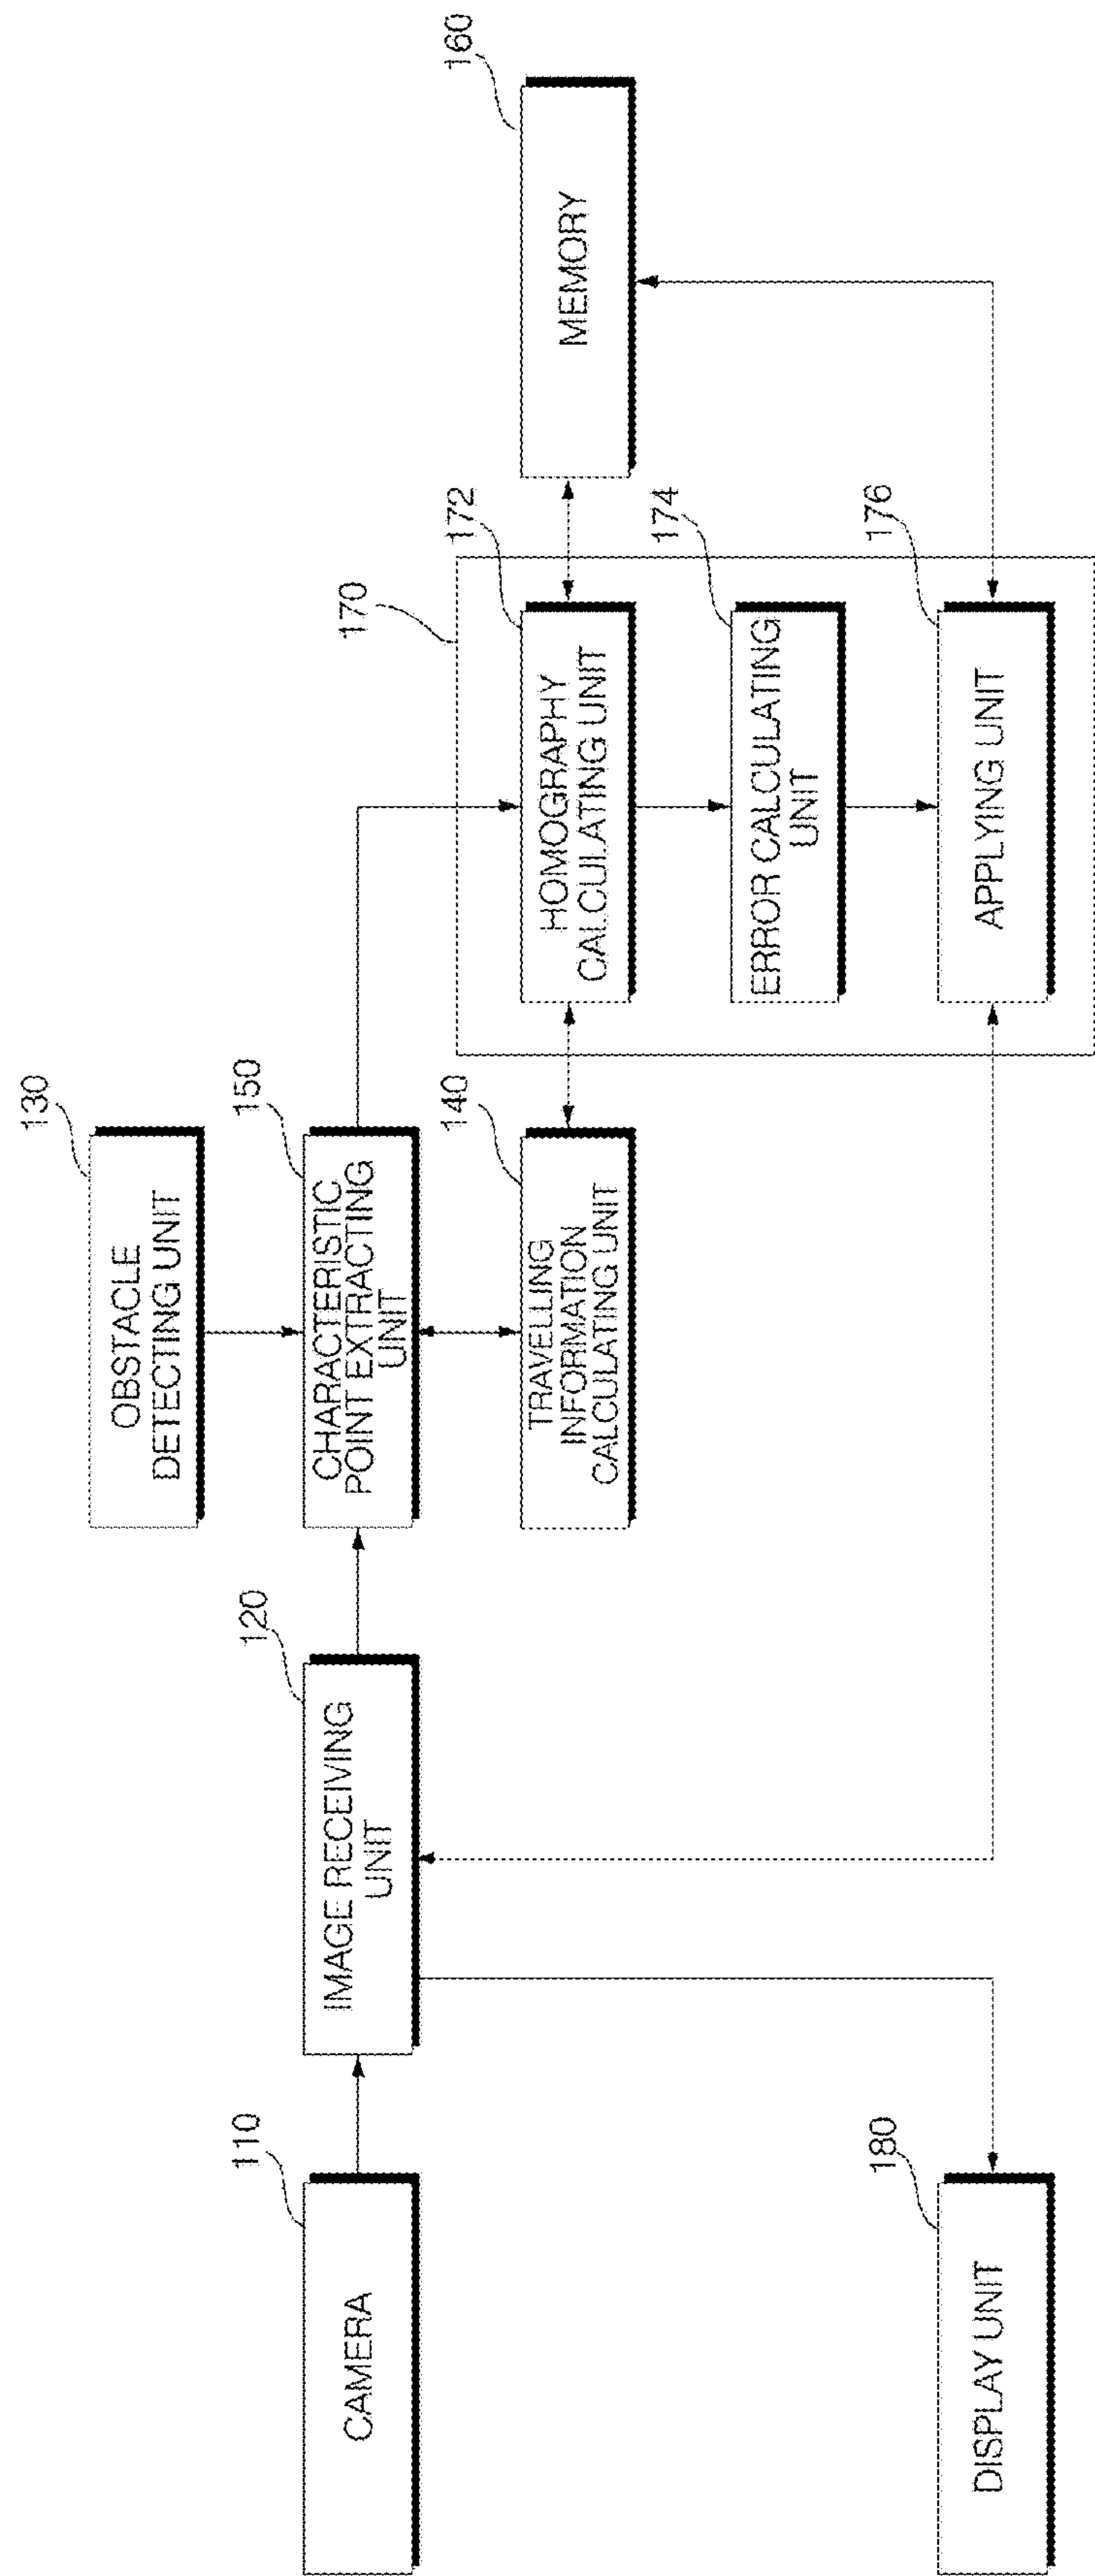 130
OBSTACLE
DETECTING UNIT
110
CAMERA
120
IMAGE RECEIVING
UNIT
150
CHARACTERISTIC
POINT EXTRACTING
UNIT
140
TRAVELLING
INFORMATION
CALCULATING UNIT
170
172
HOMOGRAPHY
CALCULATING UNIT
160
MEMORY
174
ERROR CALCULATING
UNIT
180
DISPLAY UNIT
176
APPLYING UNIT